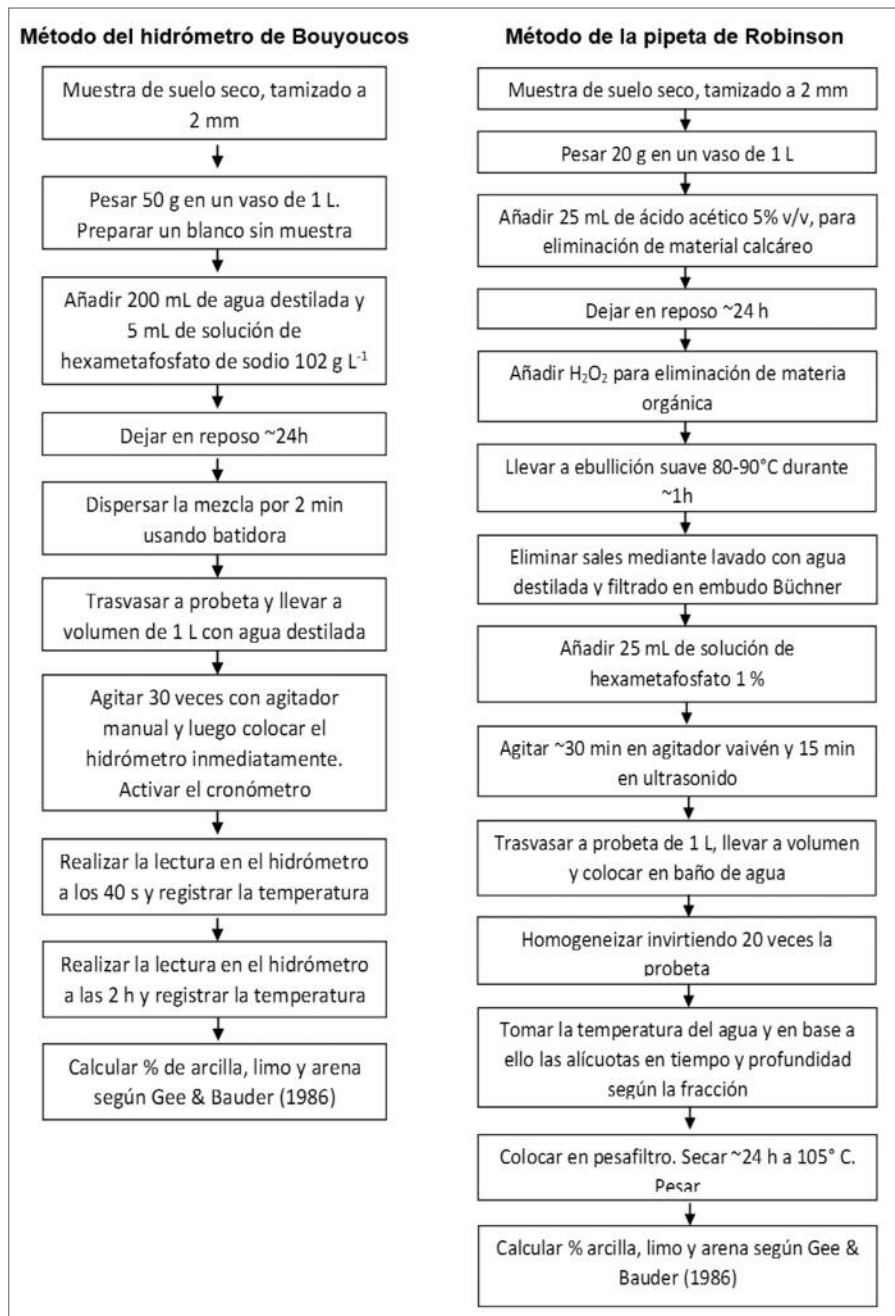 Método del hidrómetro de Bouyoucos
Muestra de suelo seco, tamizado a
2 mm
Pesar 50 g en un vaso de 1 L.
Preparar un blanco sin muestra
Añadir 200 mL de agua destilada y
5 mL de solución de
hexametafosfato de sodio 102 g L⁻¹
Dejar en reposo ~24h
Dispersar la mezcla por 2 min
usando batidora
Trasvasar a probeta y llevar a
volumen de 1 L con agua destilada
Agitar 30 veces con agitador
manual y luego colocar el
hidrómetro inmediatamente.
Activar el cronómetro
Realizar la lectura en el hidrómetro
a los 40 s y registrar la temperatura
Realizar la lectura en el hidrómetro
a las 2 h y registrar la temperatura
Calcular % de arcilla, limo y arena
según Gee & Bauder (1986)
Método de la pipeta de Robinson
Muestra de suelo seco, tamizado a 2 mm
Pesar 20 g en un vaso de 1 L
Añadir 25 mL de ácido acético 5% v/v, para
eliminación de material calcáreo
Dejar en reposo ~24 h
Añadir H₂O₂ para eliminación de materia
orgánica
Llevar a ebullición suave 80-90°C durante
~1h
Eliminar sales mediante lavado con agua
destilada y filtrado en embudo Büchner
Añadir 25 mL de solución de
hexametafosfato 1 %
Agitar ~30 min en agitador vaivén y 15 min
en ultrasonido
Trasvasar a probeta de 1 L, llevar a volumen
y colocar en baño de agua
Homogeneizar invirtiendo 20 veces la
probeta
Tomar la temperatura del agua y en base a
ello las alícuotas en tiempo y profundidad
según la fracción
Colocar en pesafiltro. Secar ~24 h a 105° C.
Pesar
Calcular % arcilla, limo y arena según Gee &
Bauder (1986)